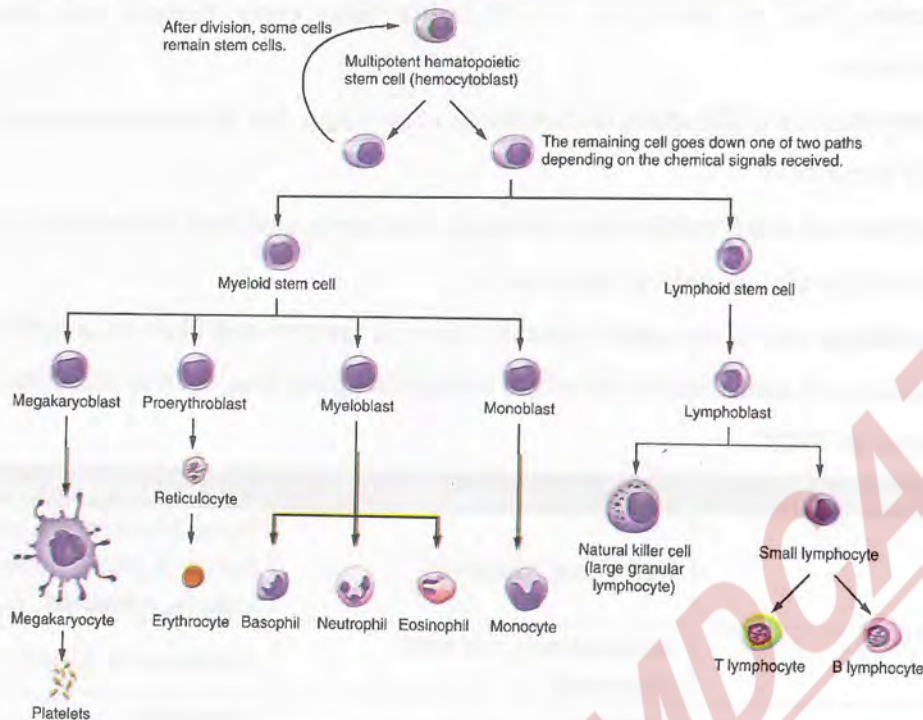 After division, some cells
remain stem cells.
Multipotent hematopoietic
stem cell (hemocytoblast)
The remaining cell goes down one of two paths
depending on the chemical signals received.
Myeloid stem cell
Lymphoid stem cell
Megakaryoblast
Proerythroblast
Myeloblast
Monoblast
Lymphoblast
Reticulocyte
Natural killer cell
(large granular
lymphocyte)
Small lymphocyte
Megakaryocyte
Erythrocyte
Basophil
Neutrophil
Eosinophil
Monocyte
T lymphocyte
B lymphocyte
Platelets
MDCAT